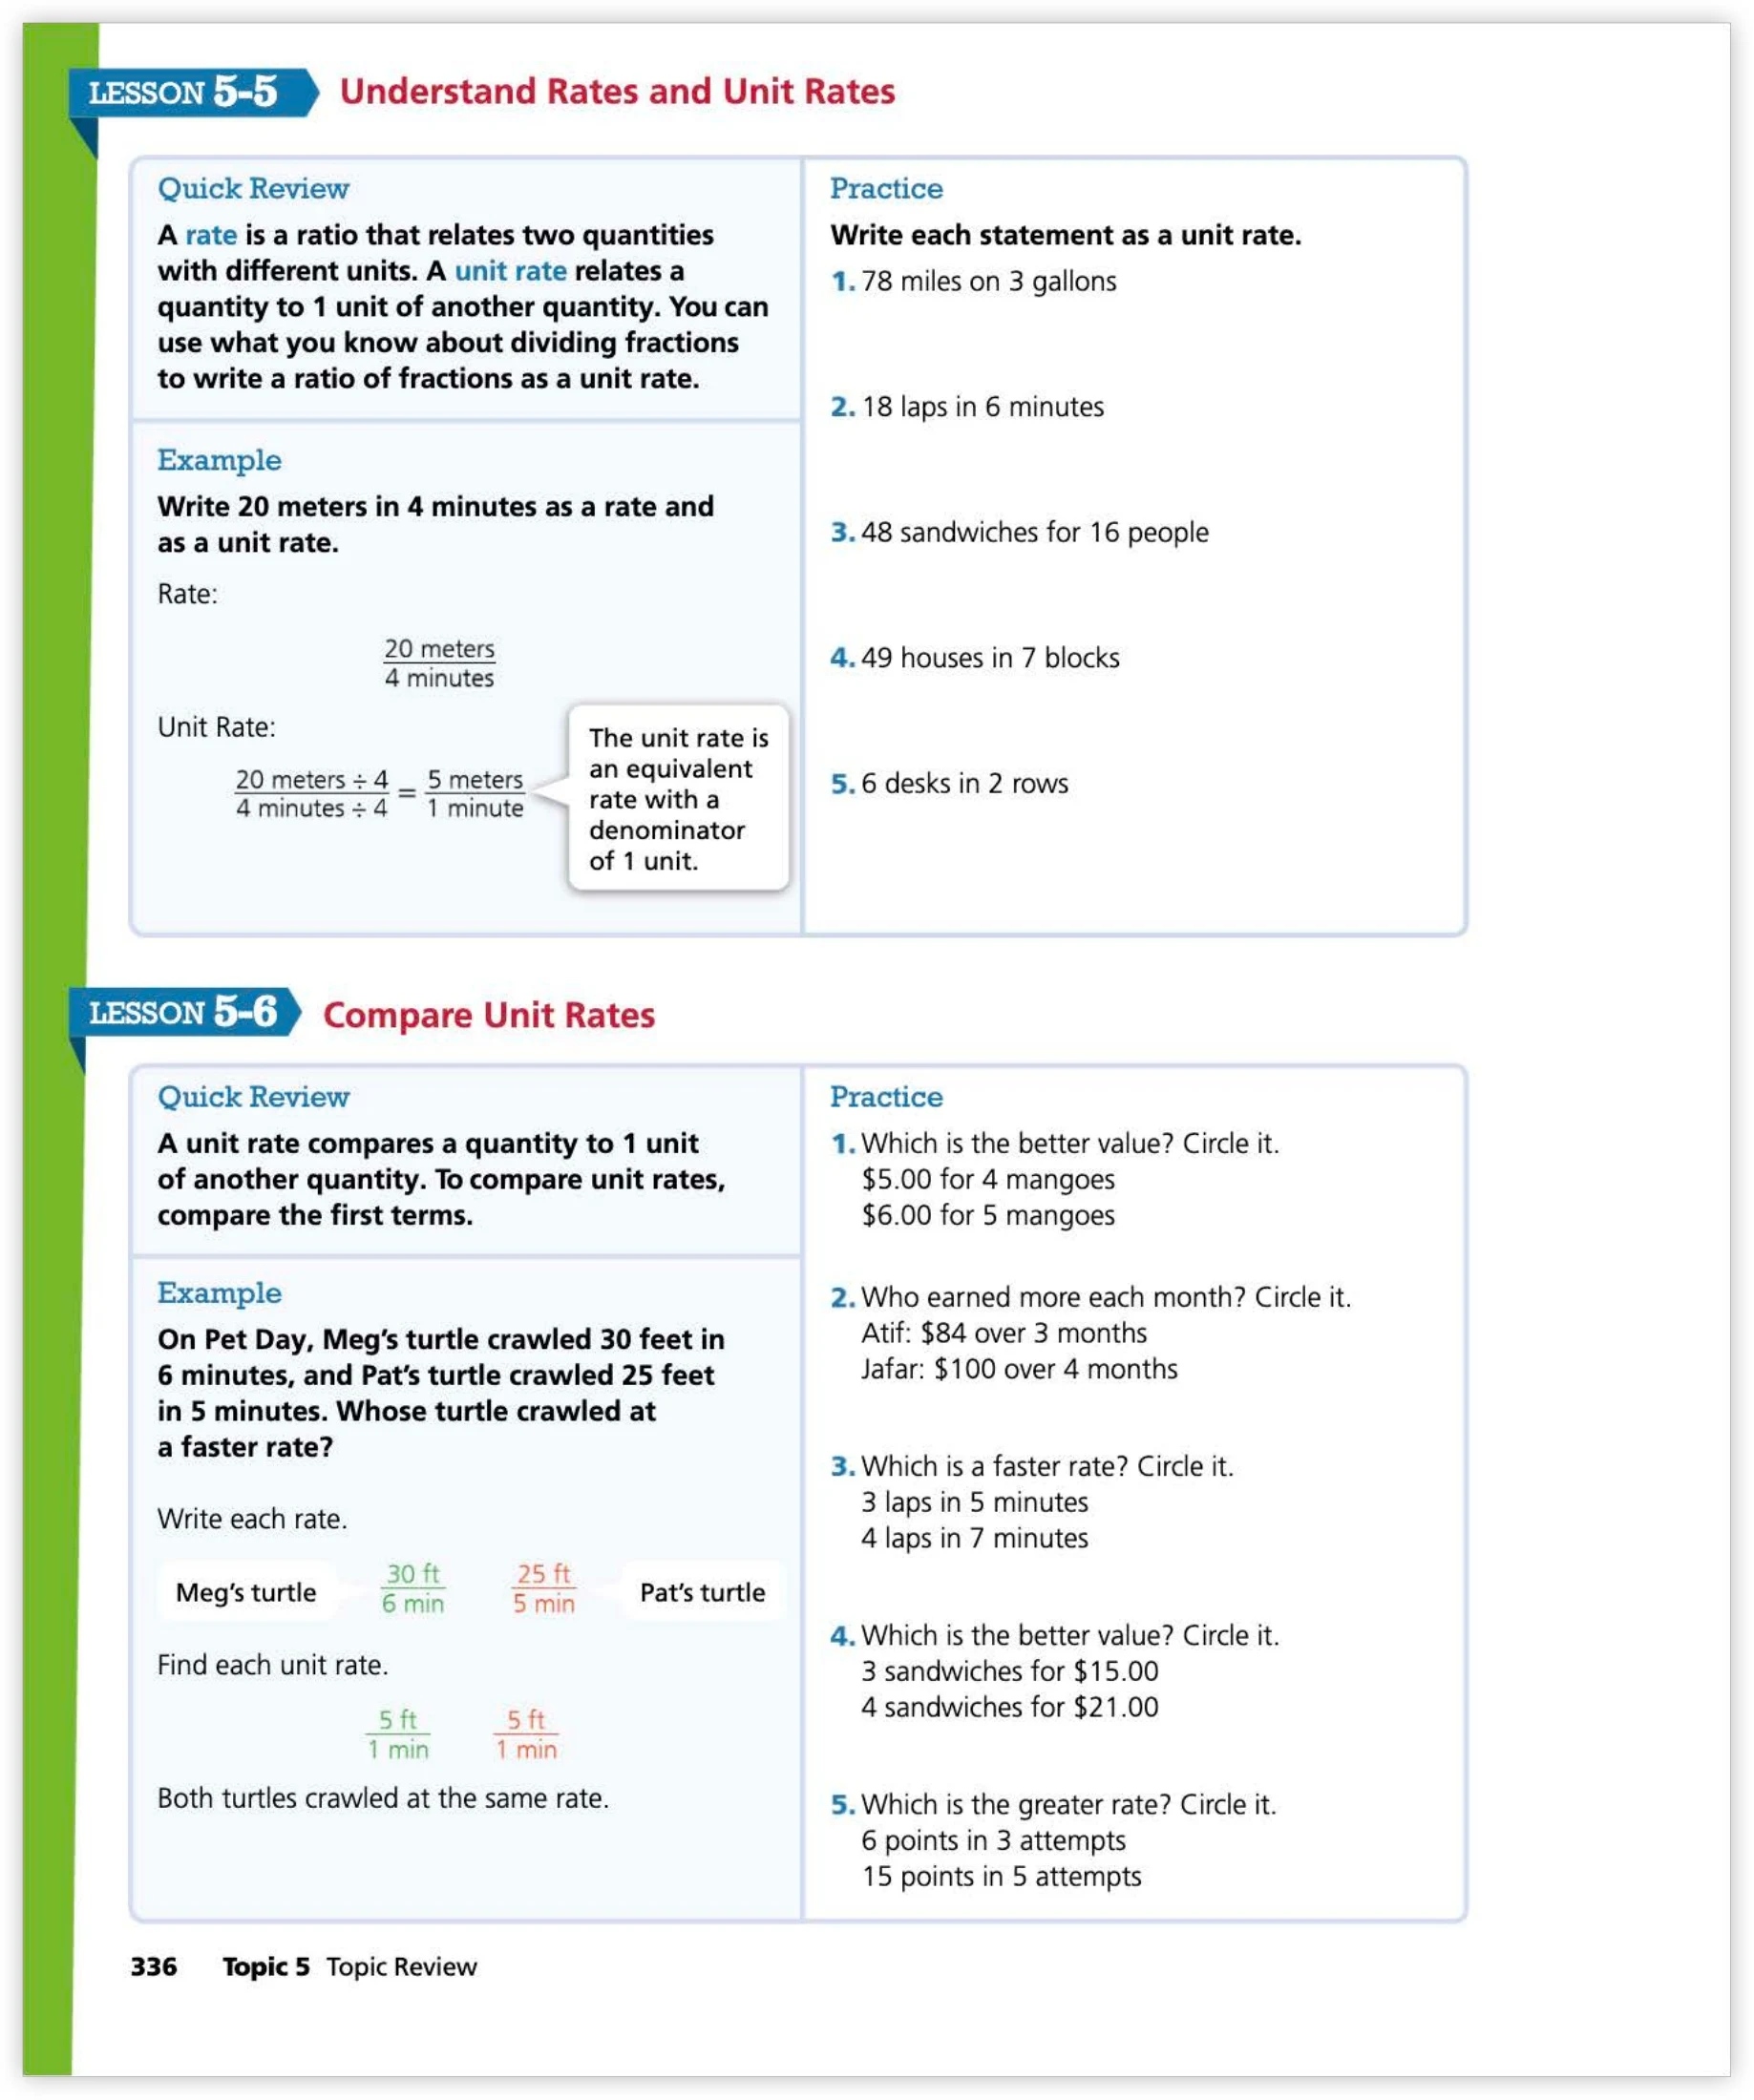 LESSON 5-5 Understand Rates and Unit Rates
Quick Review
A rate is a ratio that relates two quantities
with different units. A unit rate relates a
quantity to 1 unit of another quantity. You can
use what you know about dividing fractions
to write a ratio of fractions as a unit rate.
Example
Write 20 meters in 4 minutes as a rate and
as a unit rate.
Rate:
20 meters
4 minutes
Unit Rate:
20 meters ÷ 4 = 5 meters
4 minutes ÷ 4 1 minute
The unit rate is
an equivalent
rate with a
denominator
of 1 unit.
Practice
Write each statement as a unit rate.
1. 78 miles on 3 gallons
2. 18 laps in 6 minutes
3. 48 sandwiches for 16 people
4. 49 houses in 7 blocks
5. 6 desks in 2 rows
LESSON 5-6 Compare Unit Rates
Quick Review
A unit rate compares a quantity to 1 unit
of another quantity. To compare unit rates,
compare the first terms.
Example
On Pet Day, Meg's turtle crawled 30 feet in
6 minutes, and Pat's turtle crawled 25 feet
in 5 minutes. Whose turtle crawled at
a faster rate?
Write each rate.
Meg's turtle 30 ft 25 ft Pat's turtle
6 min 5 min
Find each unit rate.
5 ft 5 ft
1 min 1 min
Both turtles crawled at the same rate.
Practice
1. Which is the better value? Circle it.
$5.00 for 4 mangoes
$6.00 for 5 mangoes
2. Who earned more each month? Circle it.
Atif: $84 over 3 months
Jafar: $100 over 4 months
3. Which is a faster rate? Circle it.
3 laps in 5 minutes
4 laps in 7 minutes
4. Which is the better value? Circle it.
3 sandwiches for $15.00
4 sandwiches for $21.00
5. Which is the greater rate? Circle it.
6 points in 3 attempts
15 points in 5 attempts
336 Topic 5 Topic Review